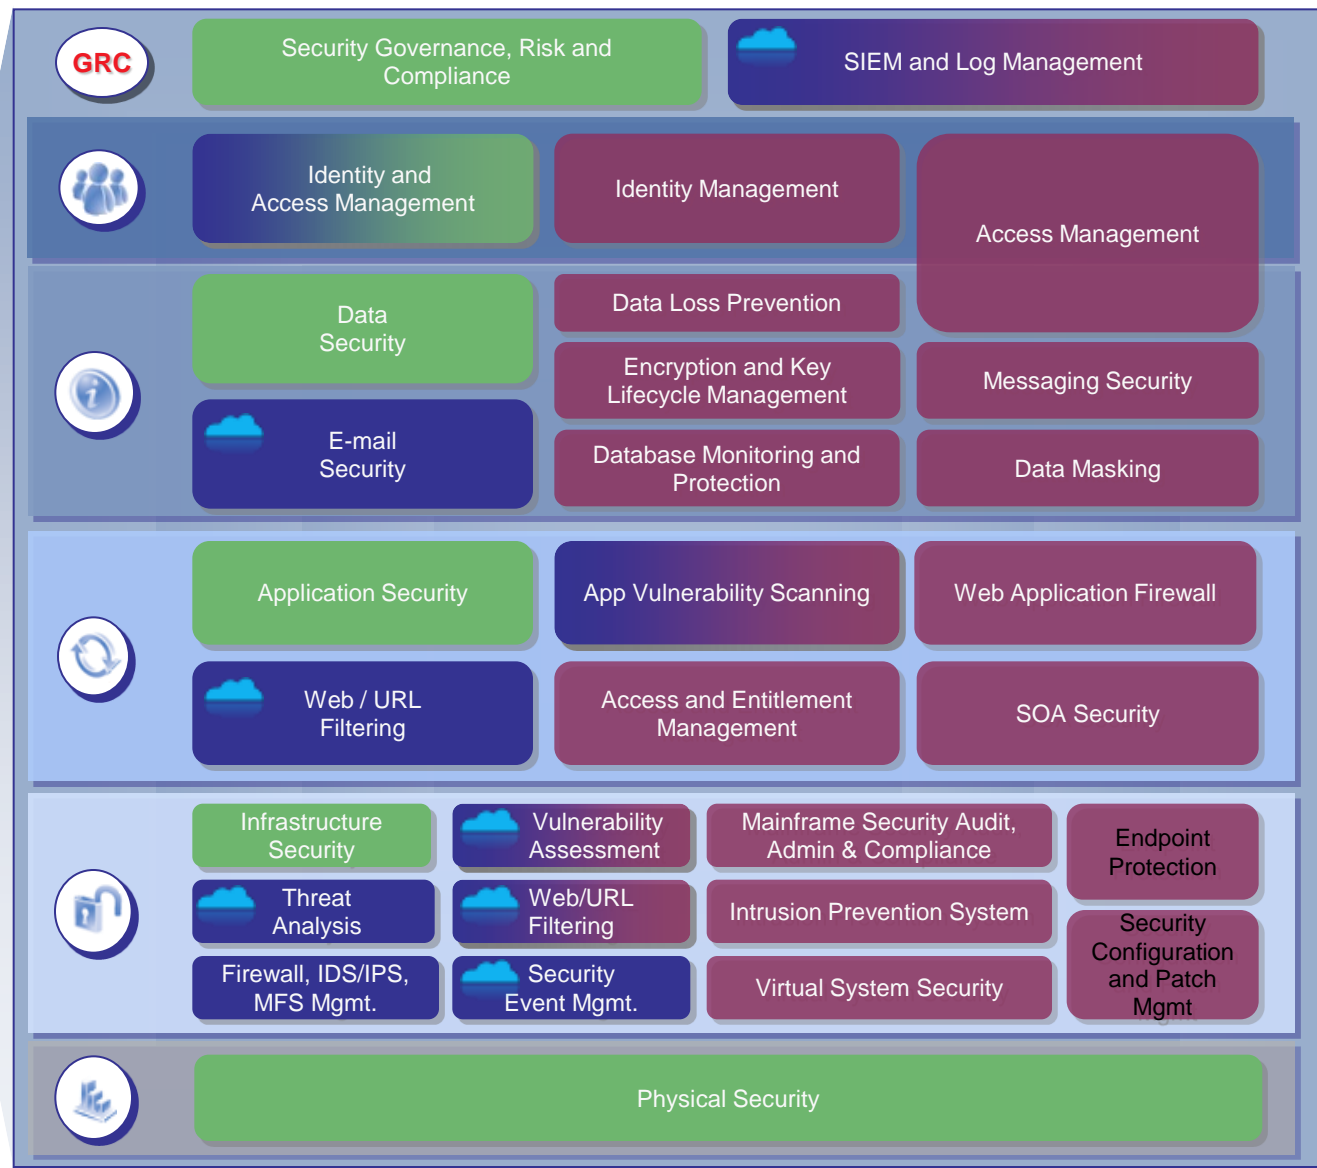 GRC
Security Governance, Risk and
Compliance
SIEM and Log Management
Identity and
Access Management
Identity Management
Access Management
Data
Security
Data Loss Prevention
Encryption and Key
Lifecycle Management
Messaging Security
E-mail
Security
Database Monitoring and
Protection
Data Masking
Application Security
App Vulnerability Scanning
Web Application Firewall
Web / URL
Filtering
Access and Entitlement
Management
SOA Security
Infrastructure
Security
Vulnerability
Assessment
Mainframe Security Audit,
Admin & Compliance
Endpoint
Protection
Threat
Analysis
Web/URL
Filtering
Intrusion Prevention System
Security
Configuration
and Patch
Mgmt
Firewall, IDS/IPS,
MFS Mgmt.
Security
Event Mgmt.
Virtual System Security
Physical Security